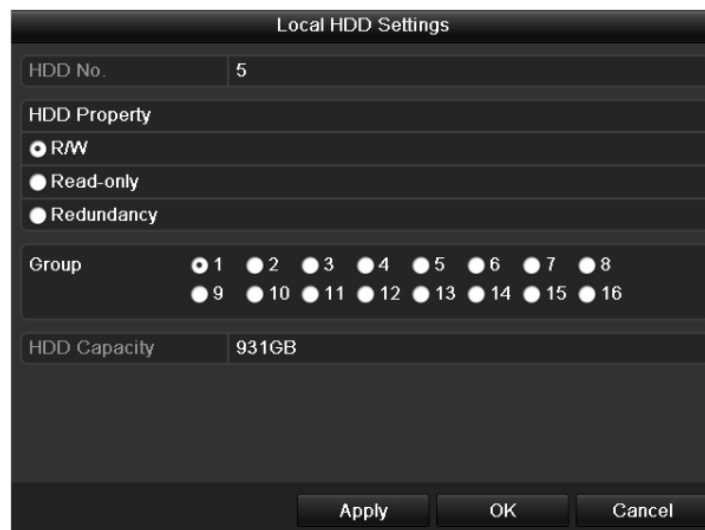 Local HDD Settings
HDD No. 5
HDD Property
R/W
Read-only
Redundancy
Group 1 2 3 4 5 6 7 8
9 10 11 12 13 14 15 16
HDD Capacity 931GB
Apply OK Cancel